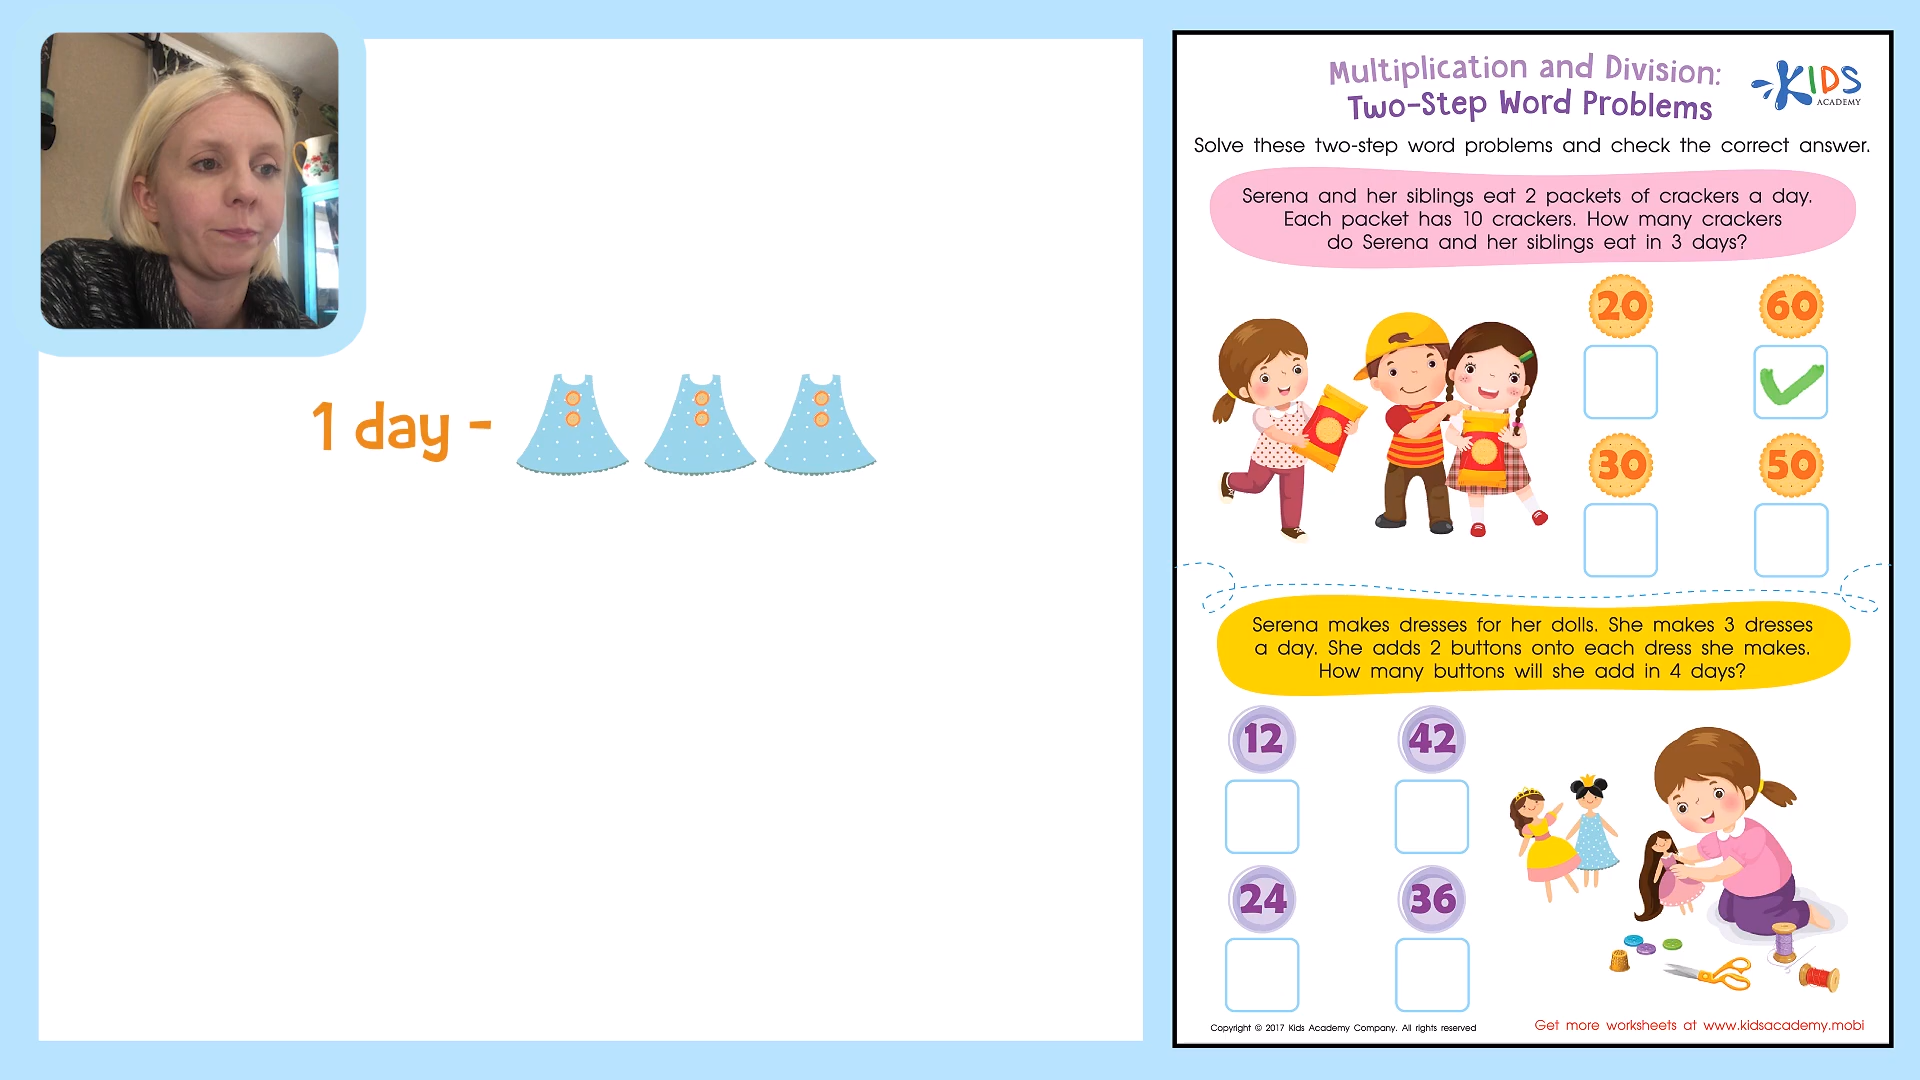 1 day -
Multiplication and Division:
Two-Step Word Problems
KIDS
ACADEMY
Solve these two-step word problems and check the correct answer.
Serena and her siblings eat 2 packets of crackers a day.
Each packet has 10 crackers. How many crackers
do Serena and her siblings eat in 3 days?
20 60
30 50
Serena makes dresses for her dolls. She makes 3 dresses
a day. She adds 2 buttons onto each dress she makes.
How many buttons will she add in 4 days?
12 42
24 36
Copyright © 2017 Kids Academy Company. All rights reserved
Get more worksheets at www.kidsacademy.mobi